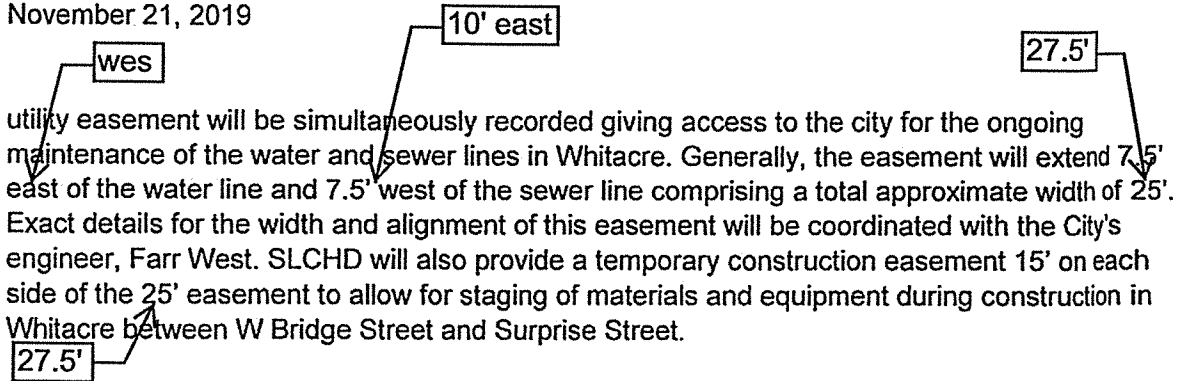 November 21, 2019
10' east
27.5'
wes
utility easement will be simultaneously recorded giving access to the city for the ongoing
maintenance of the water and sewer lines in Whitacre. Generally, the easement will extend 7.5'
east of the water line and 7.5' west of the sewer line comprising a total approximate width of 25'.
Exact details for the width and alignment of this easement will be coordinated with the City's
engineer, Farr West. SLCHD will also provide a temporary construction easement 15' on each
side of the 25' easement to allow for staging of materials and equipment during construction in
Whitacre between W Bridge Street and Surprise Street.
27.5'